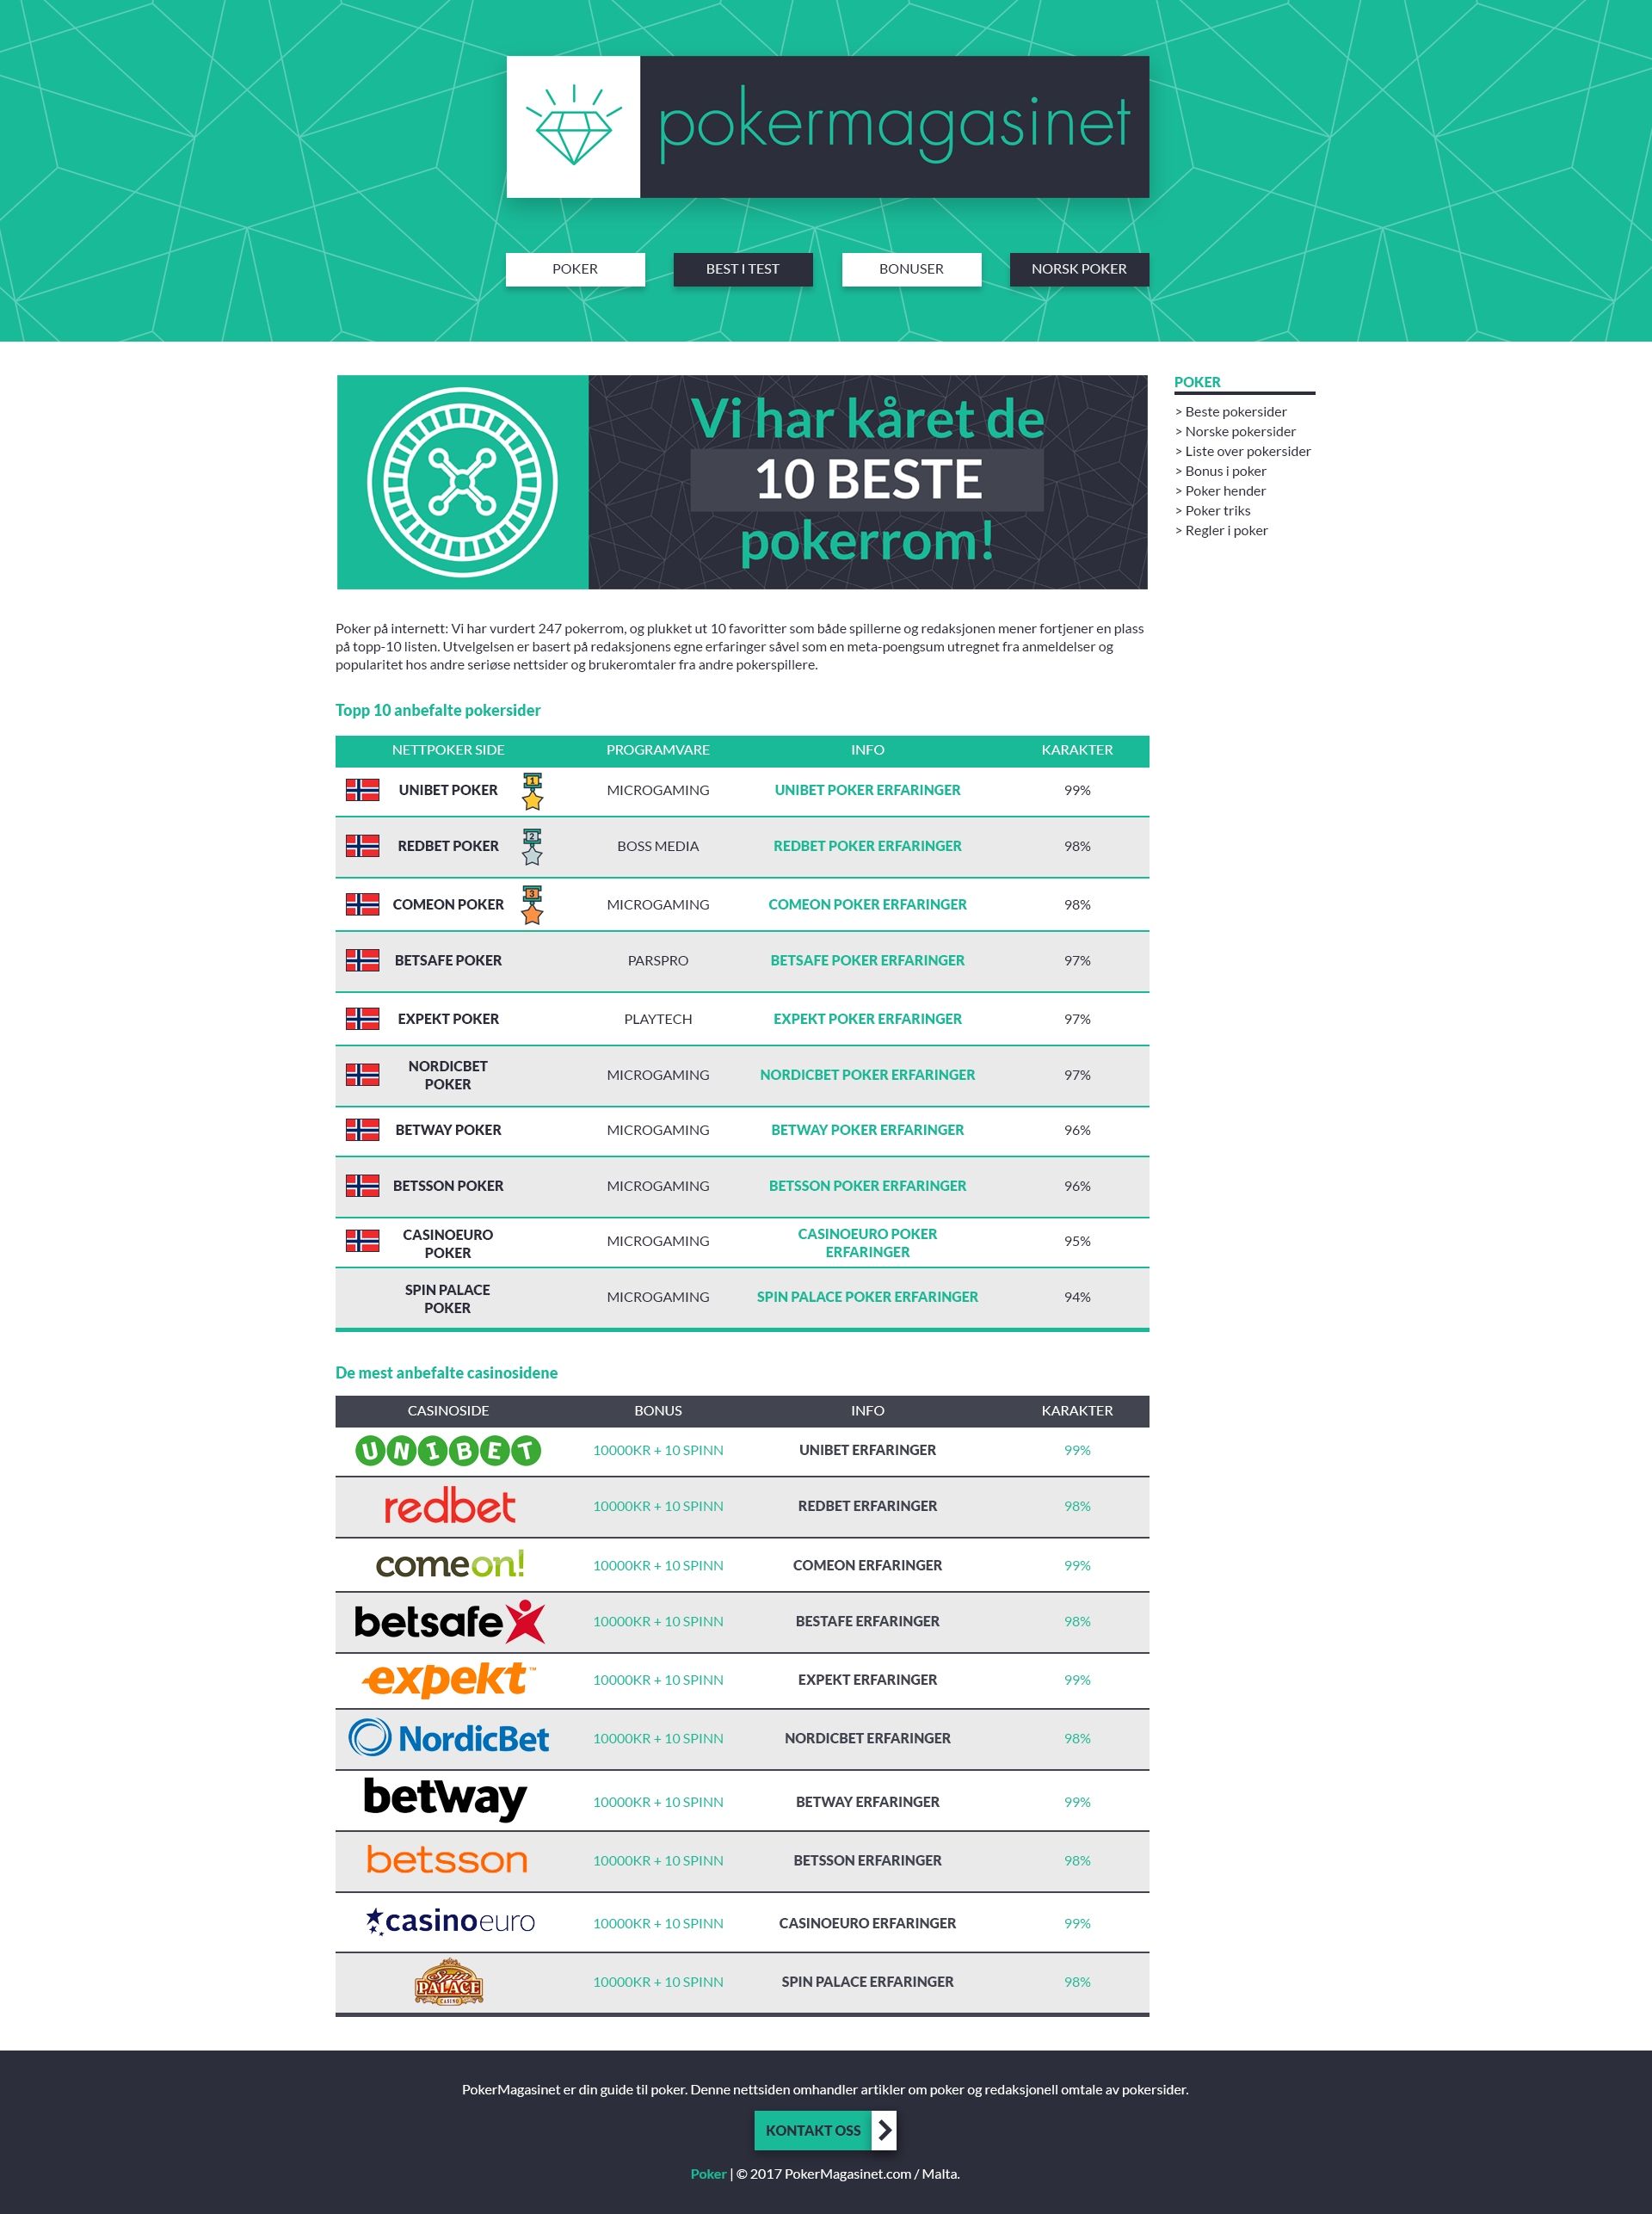 pokermagasinet
POKER
BEST I TEST
BONUSER
NORSK POKER
Vi har kåret de
10 BESTE
pokerrom!
POKER
> Beste pokersider
> Norske pokersider
> Liste over pokersider
> Bonus i poker
> Poker hender
> Poker triks
> Regler i poker
Poker på internett: Vi har vurdert 247 pokerrom, og plukket ut 10 favoritter som både spillerne og redaksjonen mener fortjener en plass
på topp-10 listen. Utvelgelsen er basert på redaksjonens egne erfaringer såvel som en meta-poengsum utregnet fra anmeldelser og
popularitet hos andre seriøse nettsider og brukeromtaler fra andre pokerspillere.
Topp 10 anbefalte pokersider
NETTPOKER SIDE PROGRAMVARE INFO KARAKTER
UNIBET POKER 1 MICROGAMING UNIBET POKER ERFARINGER 99%
REDBET POKER 2 BOSS MEDIA REDBET POKER ERFARINGER 98%
COMEON POKER 3 MICROGAMING COMEON POKER ERFARINGER 98%
BETSAFE POKER PARSPRO BETSAFE POKER ERFARINGER 97%
EXPEKT POKER PLAYTECH EXPEKT POKER ERFARINGER 97%
NORDICBET
POKER
MICROGAMING NORDICBET POKER ERFARINGER 97%
BETWAY POKER MICROGAMING BETWAY POKER ERFARINGER 96%
BETSSON POKER MICROGAMING BETSSON POKER ERFARINGER 96%
CASINOEURO
POKER
MICROGAMING
CASINOEURO POKER
ERFARINGER
95%
SPIN PALACE
POKER
MICROGAMING SPIN PALACE POKER ERFARINGER 94%
De mest anbefalte casinosidene
CASINOSIDE BONUS INFO KARAKTER
UNIBET 10000KR + 10 SPINN UNIBET ERFARINGER 99%
redbet 10000KR + 10 SPINN REDBET ERFARINGER 98%
comeon! 10000KR + 10 SPINN COMEON ERFARINGER 99%
betsafe 10000KR + 10 SPINN BESTAFE ERFARINGER 98%
expekt™ 10000KR + 10 SPINN EXPEKT ERFARINGER 99%
NordicBet 10000KR + 10 SPINN NORDICBET ERFARINGER 98%
betway 10000KR + 10 SPINN BETWAY ERFARINGER 99%
betsson 10000KR + 10 SPINN BETSSON ERFARINGER 98%
casinoeuro 10000KR + 10 SPINN CASINOEURO ERFARINGER 99%
Spin
PALACE
CASINO
10000KR + 10 SPINN SPIN PALACE ERFARINGER 98%
PokerMagasinet er din guide til poker. Denne nettsiden omhandler artikler om poker og redaksjonell omtale av pokersider.
KONTAKT OSS
Poker | © 2017 PokerMagasinet.com / Malta.